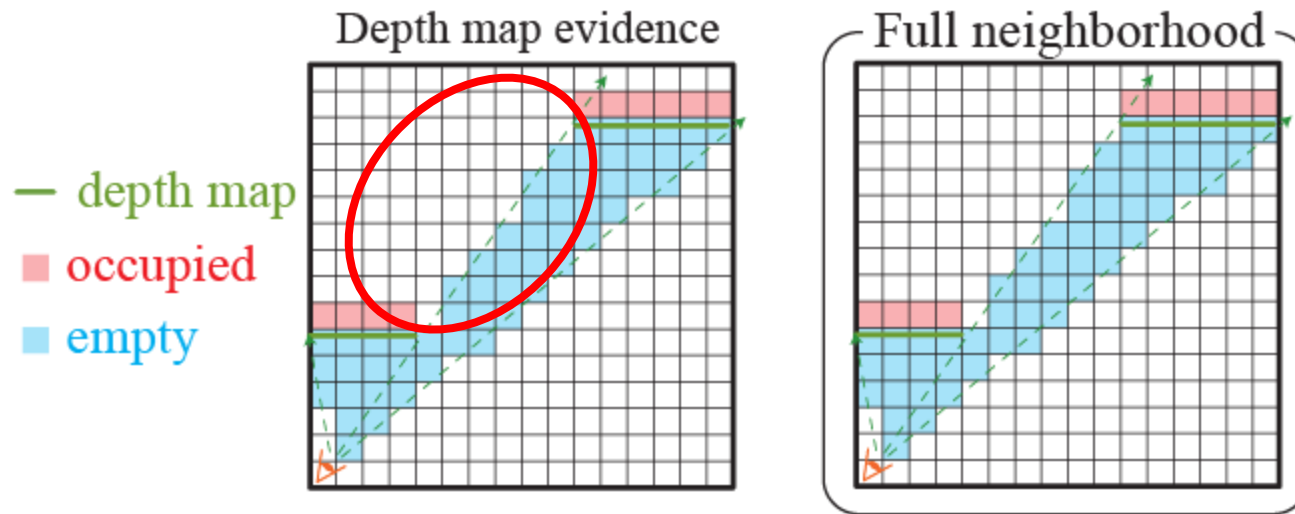 Depth map evidence
Full neighborhood
depth map
occupied
empty